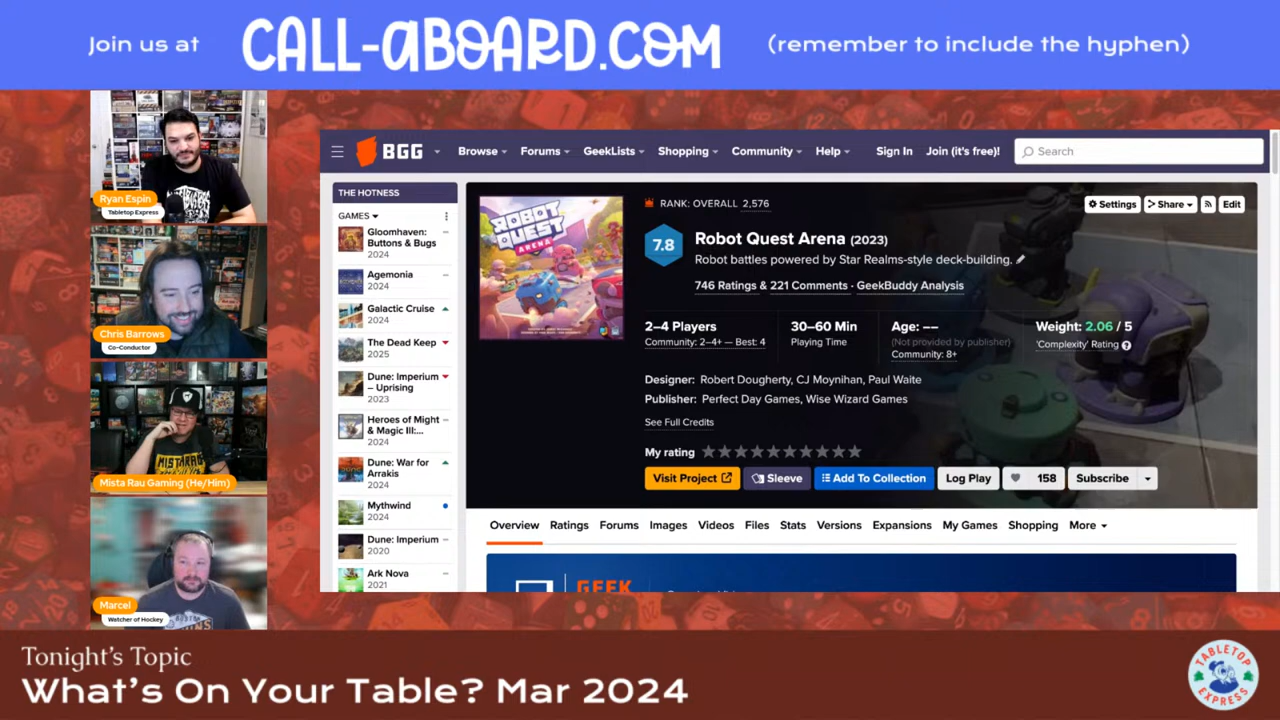 Join us at CALL-aBOARD.COM (remember to include the hyphen)
Ryan Espin
Tabletop Express
Chris Barrows
Co-Conductor
MISTARAU
Mista Rau Gaming (He/Him)
Marcel
Watcher of Hockey
BGG Browse Forums GeekLists Shopping Community Help Sign In Join (it's free!) Search
THE HOTNESS
GAMES
Gloomhaven:
Buttons & Bugs
2024
Agemonia
2024
Galactic Cruise
2024
The Dead Keep
2025
Dune: Imperium
– Uprising
2023
Heroes of Might
& Magic III:...
2024
Dune: War for
Arrakis
2024
Mythwind
2024
Dune: Imperium
2020
Ark Nova
2021
ROBOT
QUEST
ARENA
RANK: OVERALL 2,576
Settings Share Edit
7.8
Robot Quest Arena (2023)
Robot battles powered by Star Realms-style deck-building.
746 Ratings & 221 Comments · GeekBuddy Analysis
2–4 Players 30–60 Min Age: –– Weight: 2.06 / 5
Community: 2–4+ — Best: 4 Playing Time (Not provided by publisher) 'Complexity' Rating
Community: 8+
Designer: Robert Dougherty, CJ Moynihan, Paul Waite
Publisher: Perfect Day Games, Wise Wizard Games
See Full Credits
My rating
Visit Project Sleeve Add To Collection Log Play 158 Subscribe
Overview Ratings Forums Images Videos Files Stats Versions Expansions My Games Shopping More
GEEK
Tonight's Topic
What's On Your Table? Mar 2024
TABLETOP
EXPRESS